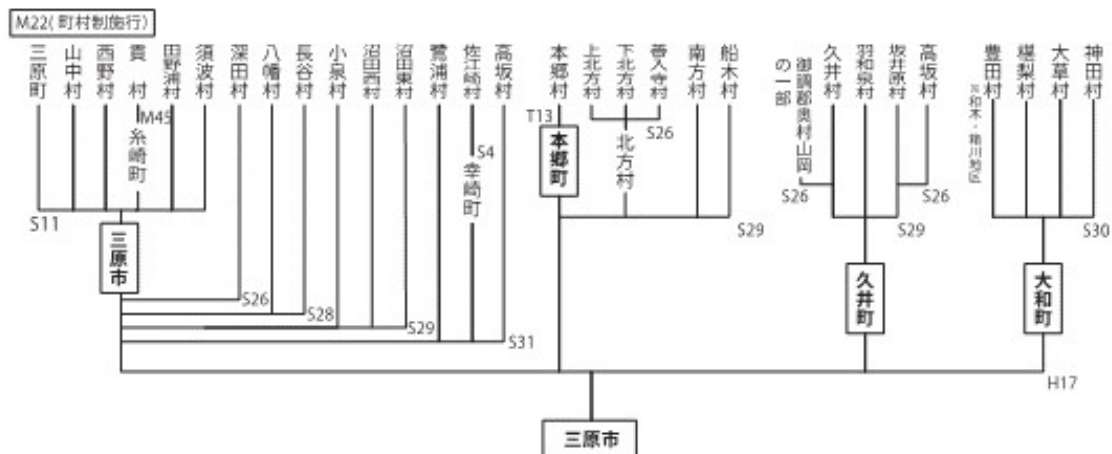 M22(町村制施行)
三原町
山中村
西野村
貫　村
田野浦村
須波村
深田村
八幡村
長谷村
小泉村
沼田西村
沼田東村
鷺浦村
佐江崎村
高坂村
本郷村
上北方村
下北方村
善入寺村
南方村
船木村
御調郡奥村山岡
の一部
久井村
羽和泉村
坂井原村
高坂村
豊田村
※和木・箱川地区
椹梨村
大草村
神田村
M45
糸崎町
S4
幸崎町
T13
本郷町
S26
北方村
S26
S26
S11
三原市
S29
S29
S30
S26
S28
S29
S31
久井町
大和町
H17
三原市